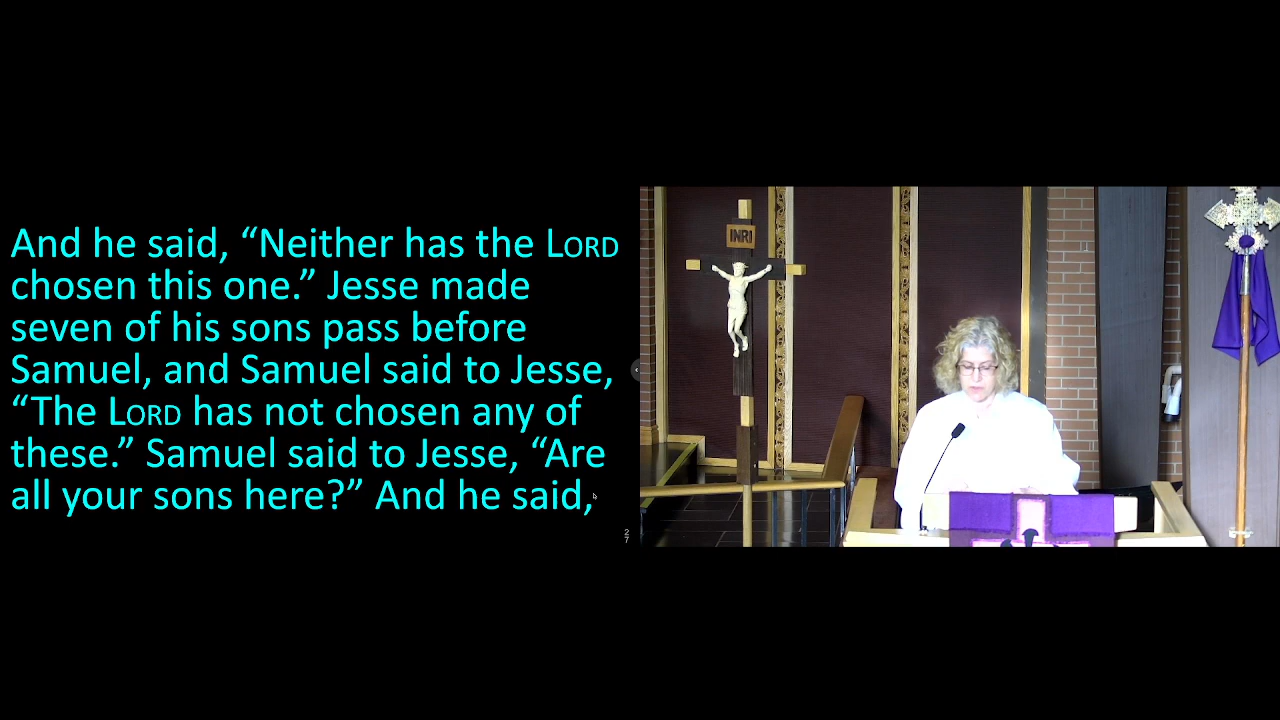 And he said, “Neither has the LORD
chosen this one.” Jesse made
seven of his sons pass before
Samuel, and Samuel said to Jesse,
“The LORD has not chosen any of
these.” Samuel said to Jesse, “Are
all your sons here?” And he said,
27
INRI